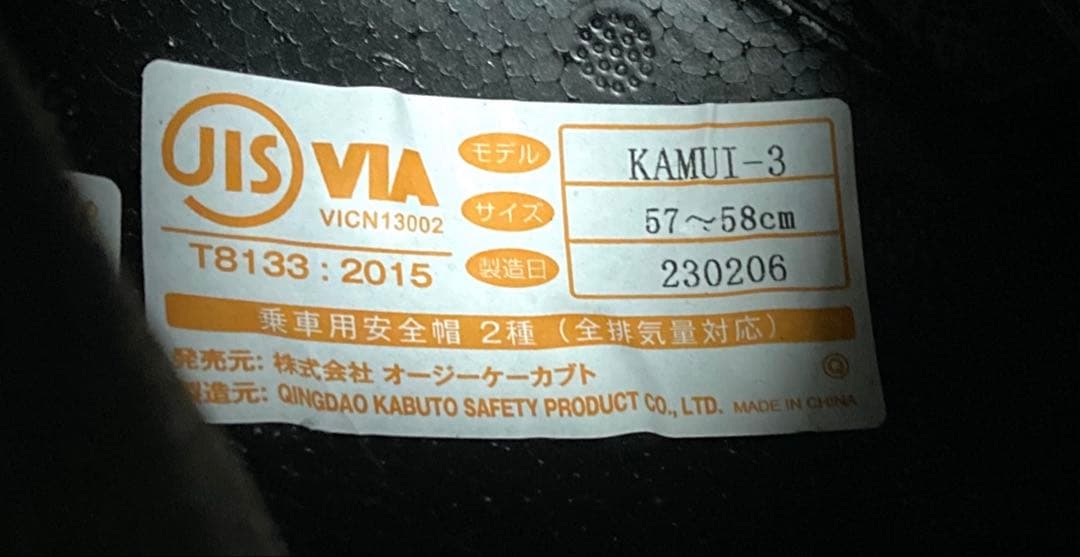 JIS VIA
VICN13002
T8133 : 2015
モデル KAMUI-3
サイズ 57～58cm
製造日 230206
乗車用安全帽 2種 (全排気量対応)
発売元: 株式会社 オージーケーカブト
製造元: QINGDAO KABUTO SAFETY PRODUCT CO., LTD. MADE IN CHINA
Q